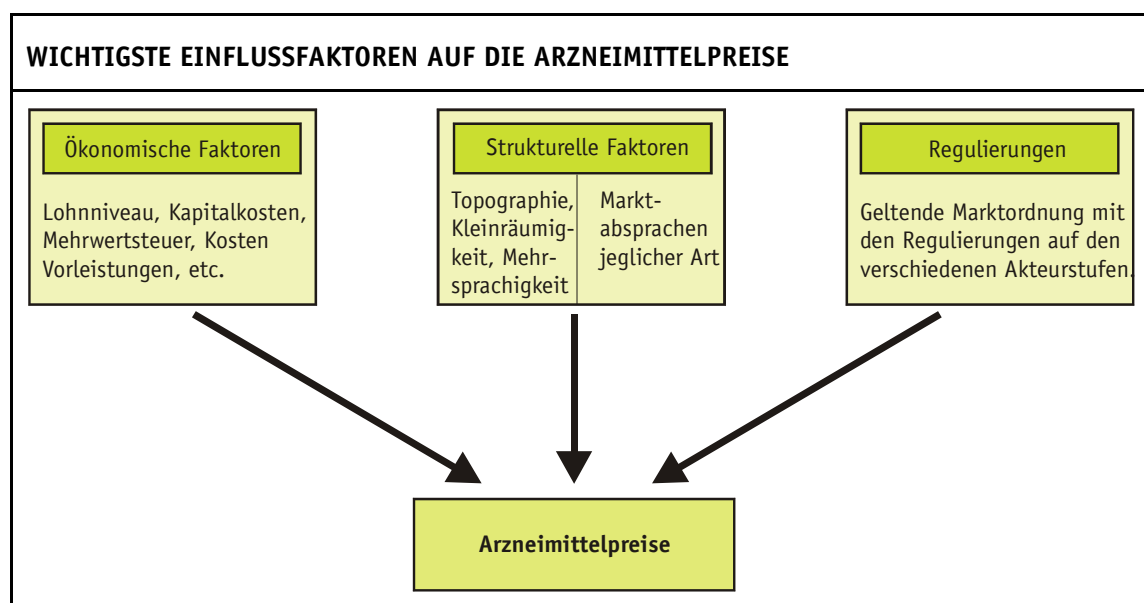 WICHTIGSTE EINFLUSSFAKTOREN AUF DIE ARZNEIMITTELPREISE
Ökonomische Faktoren
Lohnniveau, Kapitalkosten,
Mehrwertsteuer, Kosten
Vorleistungen, etc.
Strukturelle Faktoren
Topographie,
Kleinräumig-
keit, Mehr-
sprachigkeit
Markt-
absprachen
jeglicher Art
Regulierungen
Geltende Marktordnung mit
den Regulierungen auf den
verschiedenen Akteurstufen.
Arzneimittelpreise